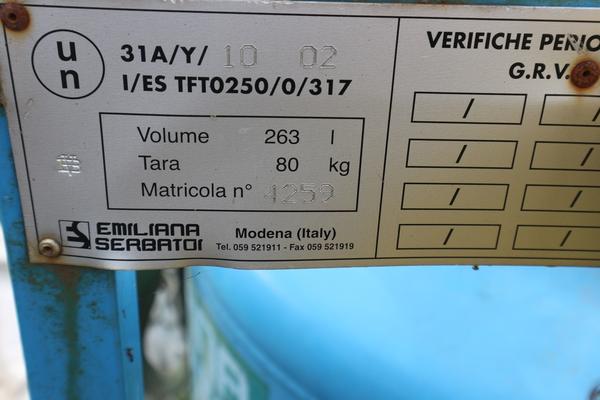 un
31A/Y/ 10 02
I/ES TFT0250/0/317
Volume 263 l
Tara 80 kg
Matricola n° 4259
EMILIANA
SERBATOI
Modena (Italy)
Tel. 059 521911 - Fax 059 521919
VERIFICHE PERIO
G.R.V.
/ /
/ /
/ /
/ /